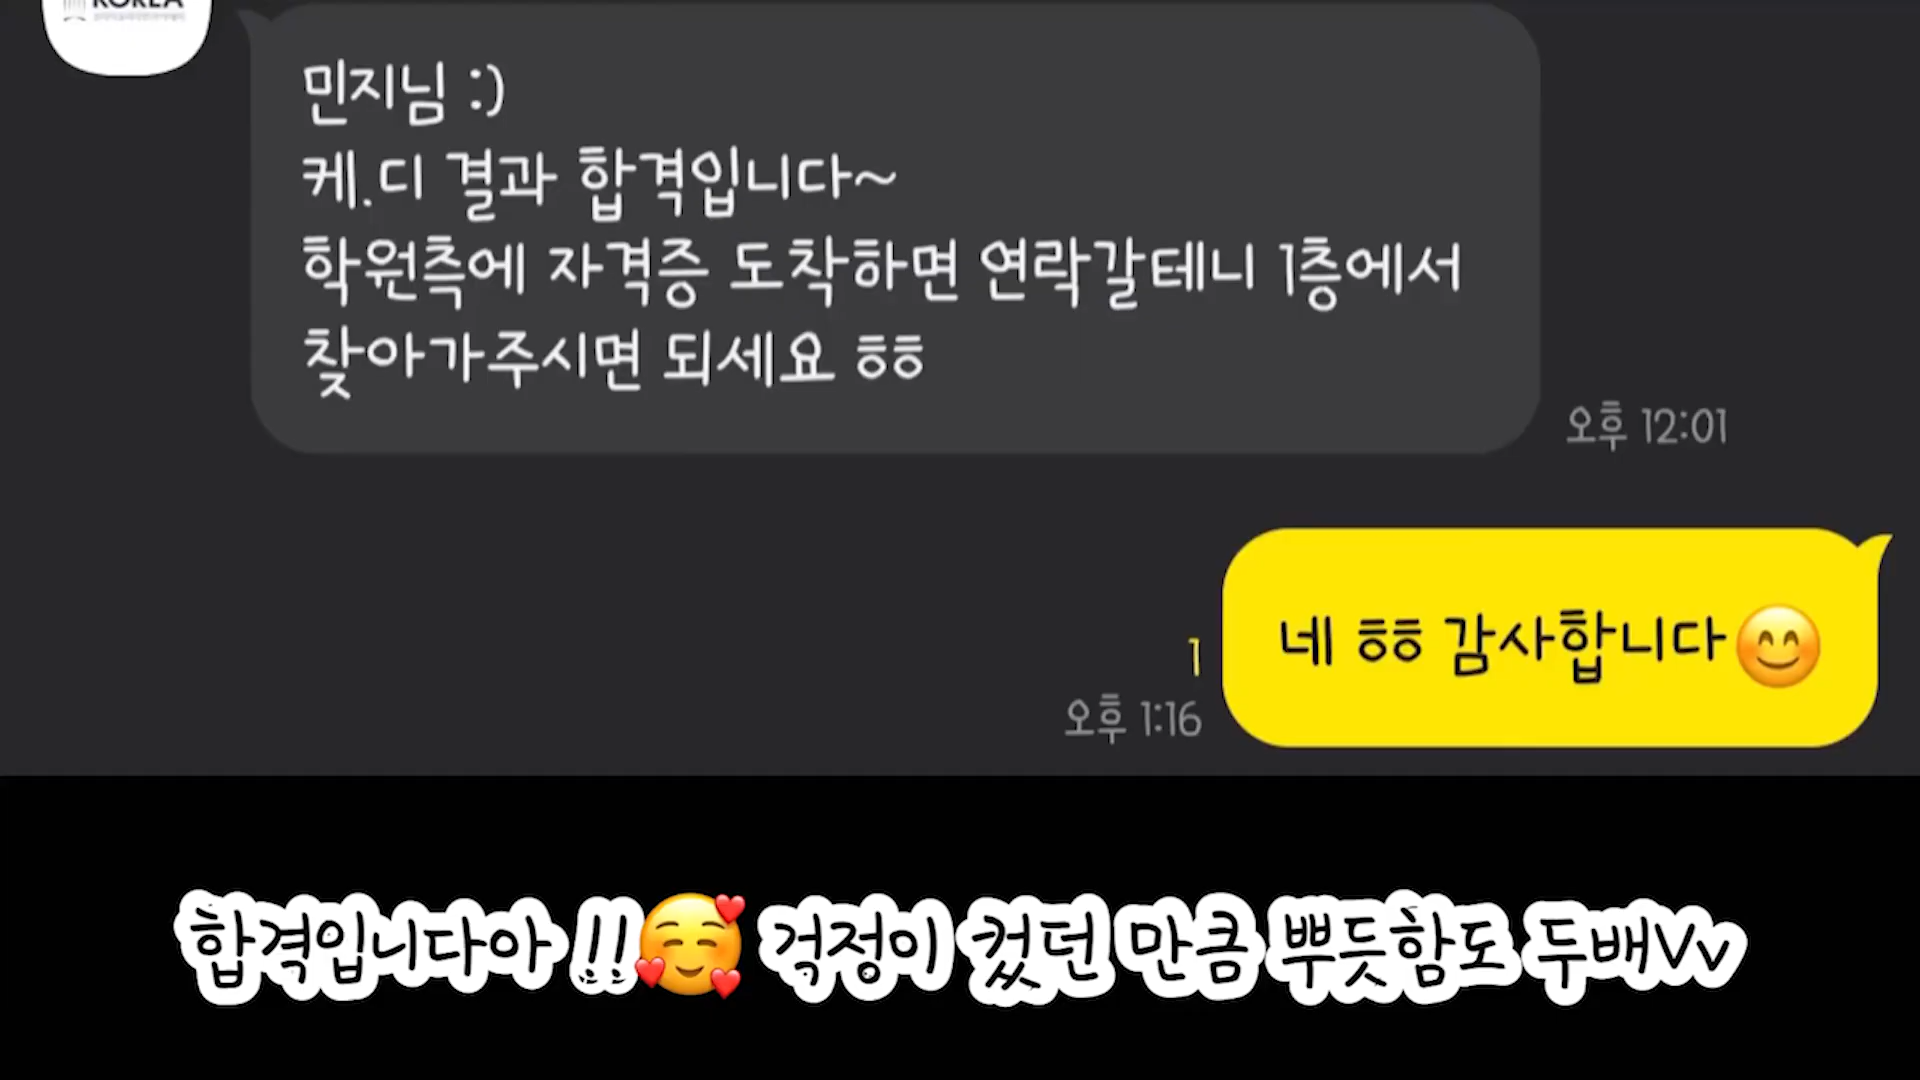 KOREA
민지님 :)
케.디 결과 합격입니다~
학원측에 자격증 도착하면 연락갈테니 1층에서
찾아가주시면 되세요 ㅎㅎ
오후 12:01
네 ㅎㅎ 감사합니다😊
1
오후 1:16
합격입니다아 !!🥰 걱정이 컸던 만큼 뿌듯함도 두배Vv